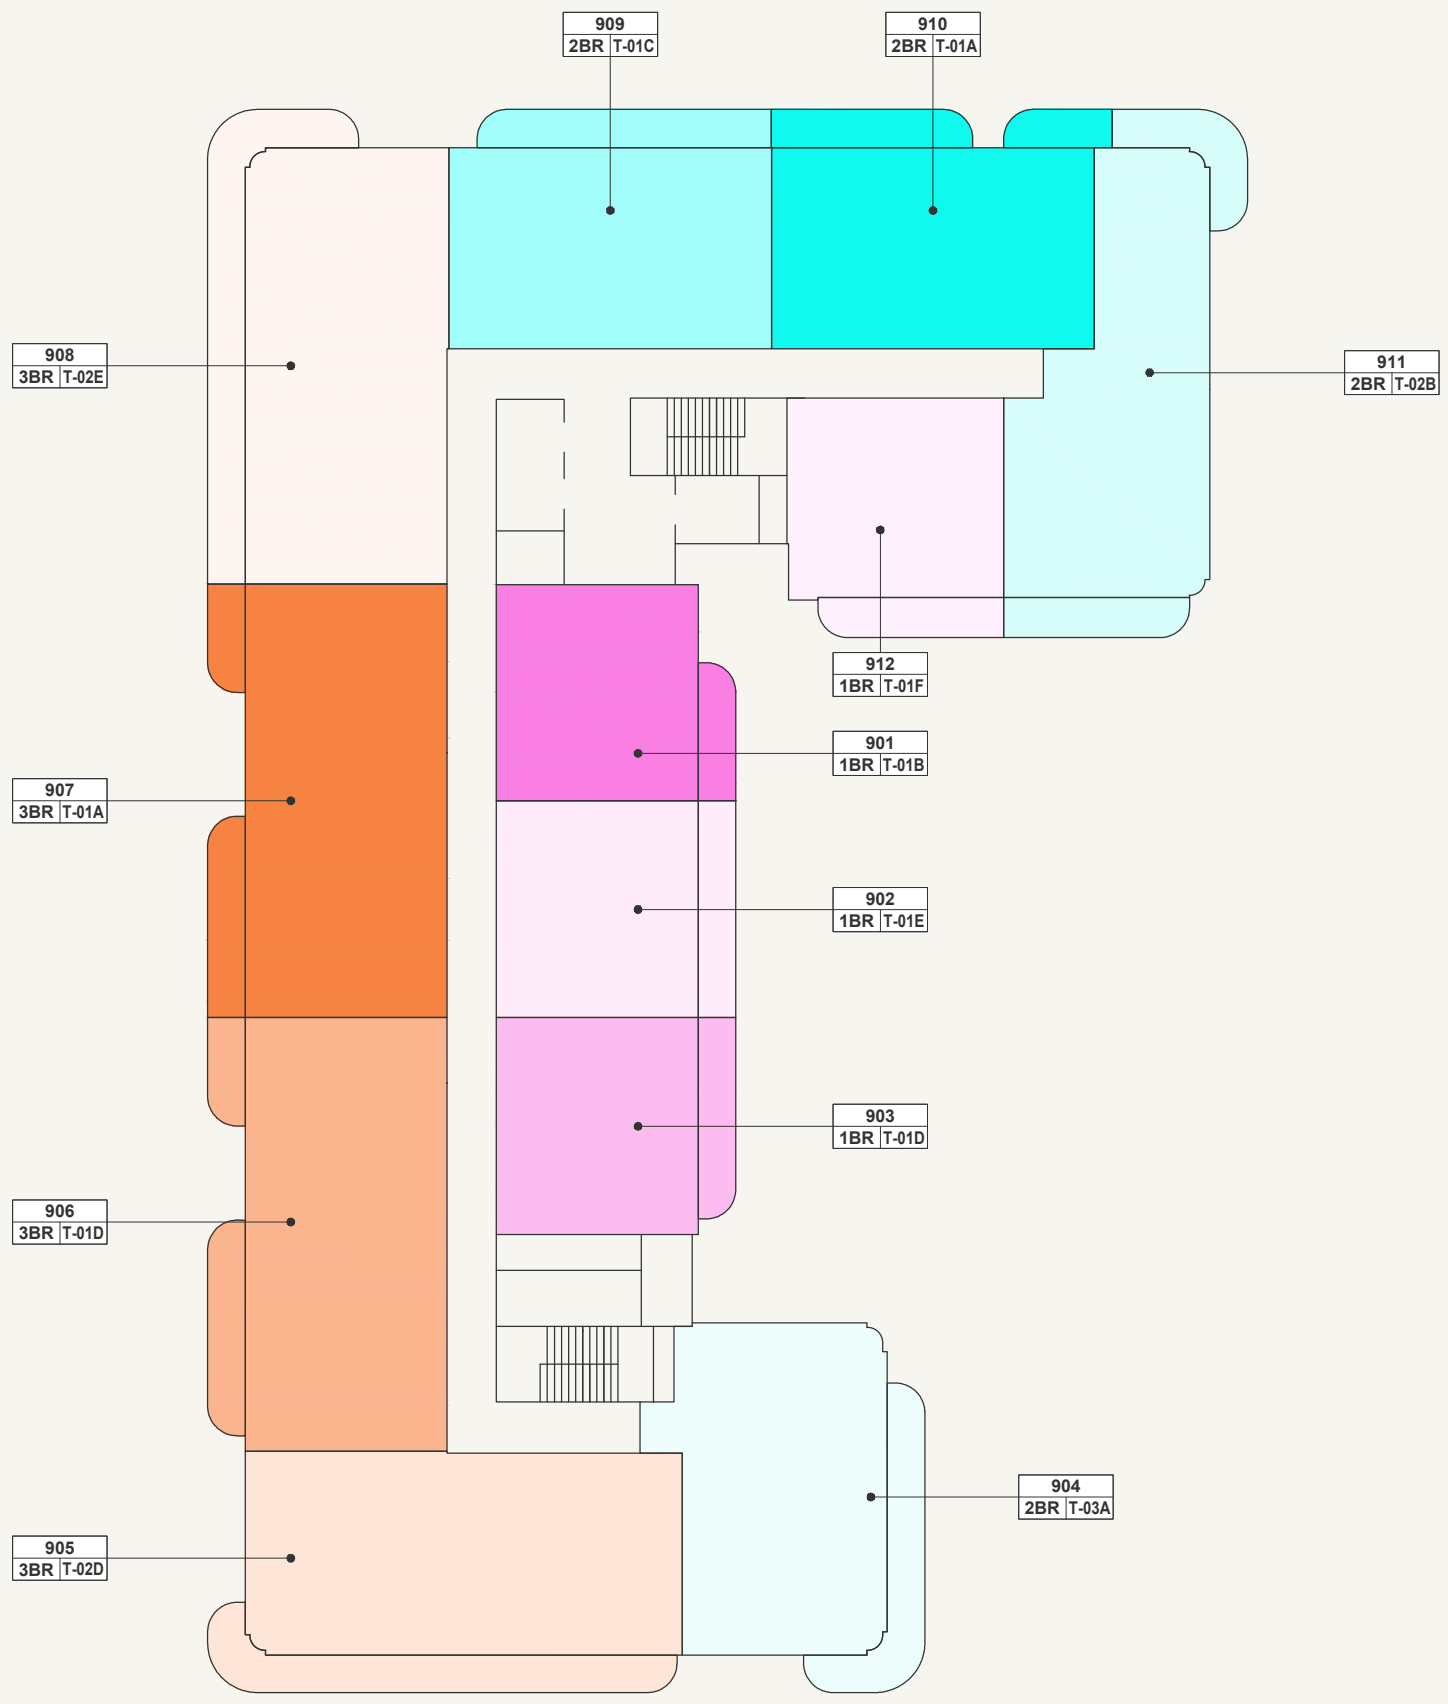 909
2BR T-01C
910
2BR T-01A
908
3BR T-02E
911
2BR T-02B
912
1BR T-01F
901
1BR T-01B
907
3BR T-01A
902
1BR T-01E
903
1BR T-01D
906
3BR T-01D
904
2BR T-03A
905
3BR T-02D